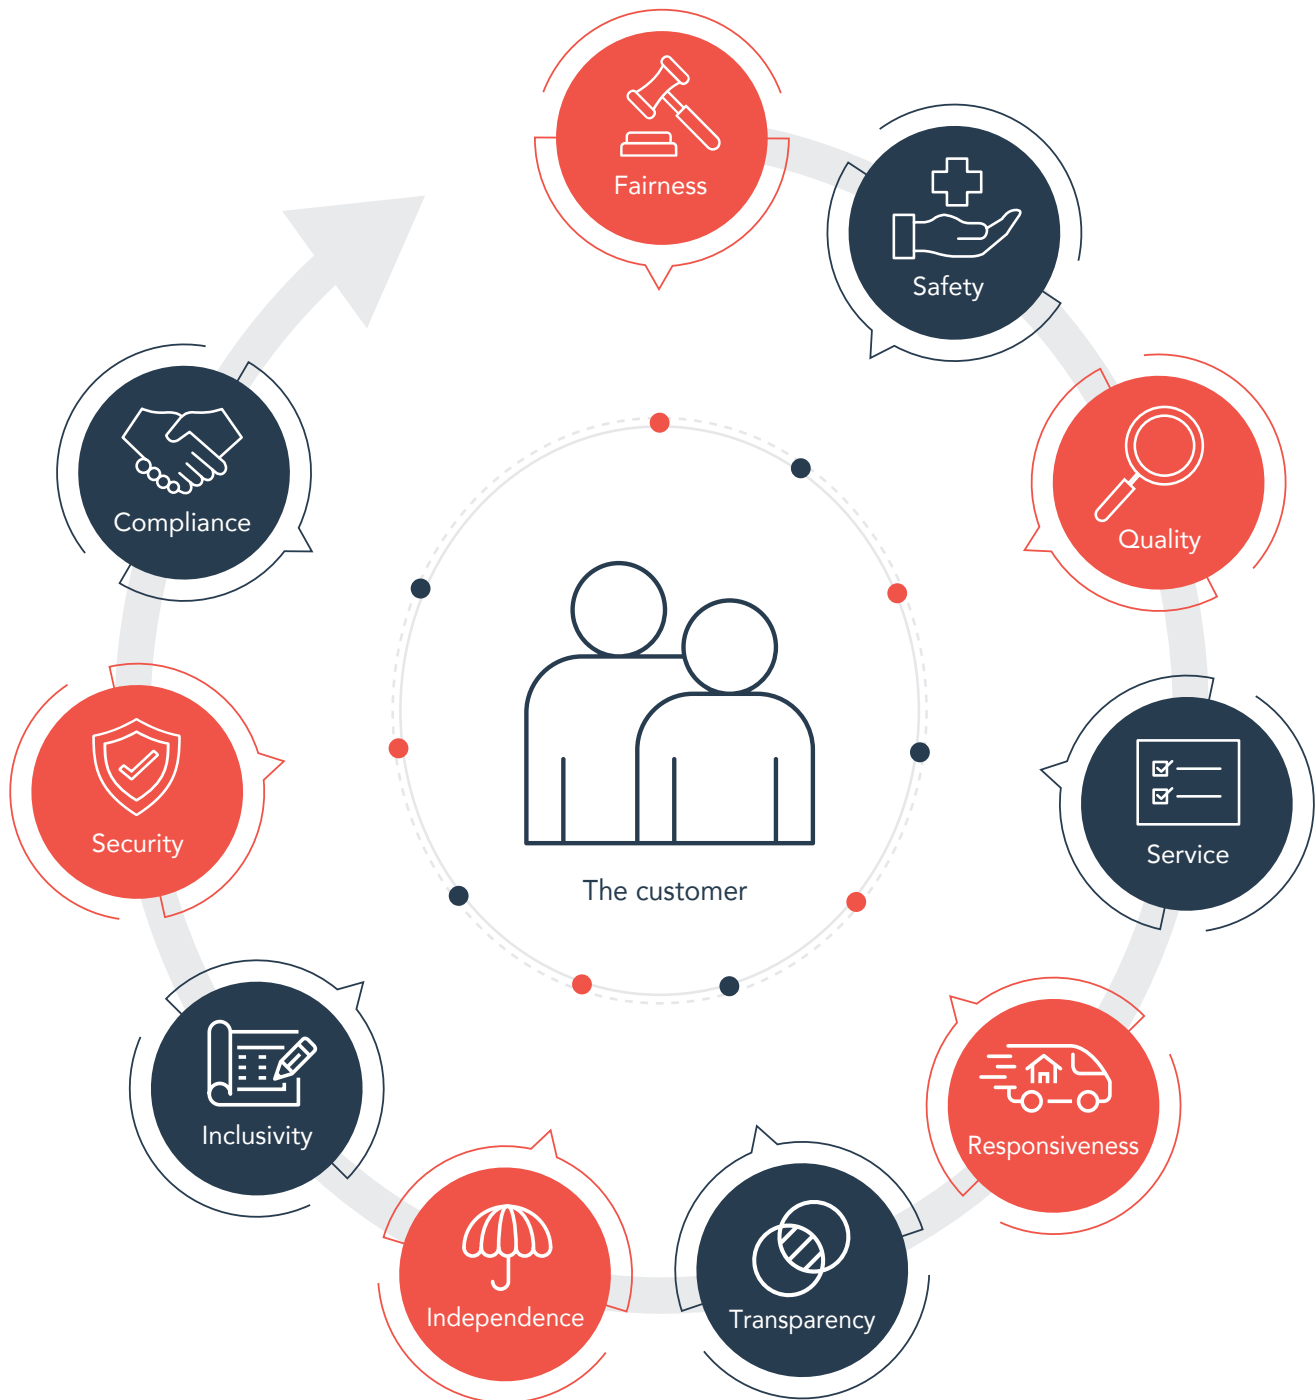 Fairness
Safety
Quality
Service
Responsiveness
Transparency
Independence
Inclusivity
Security
Compliance
The customer